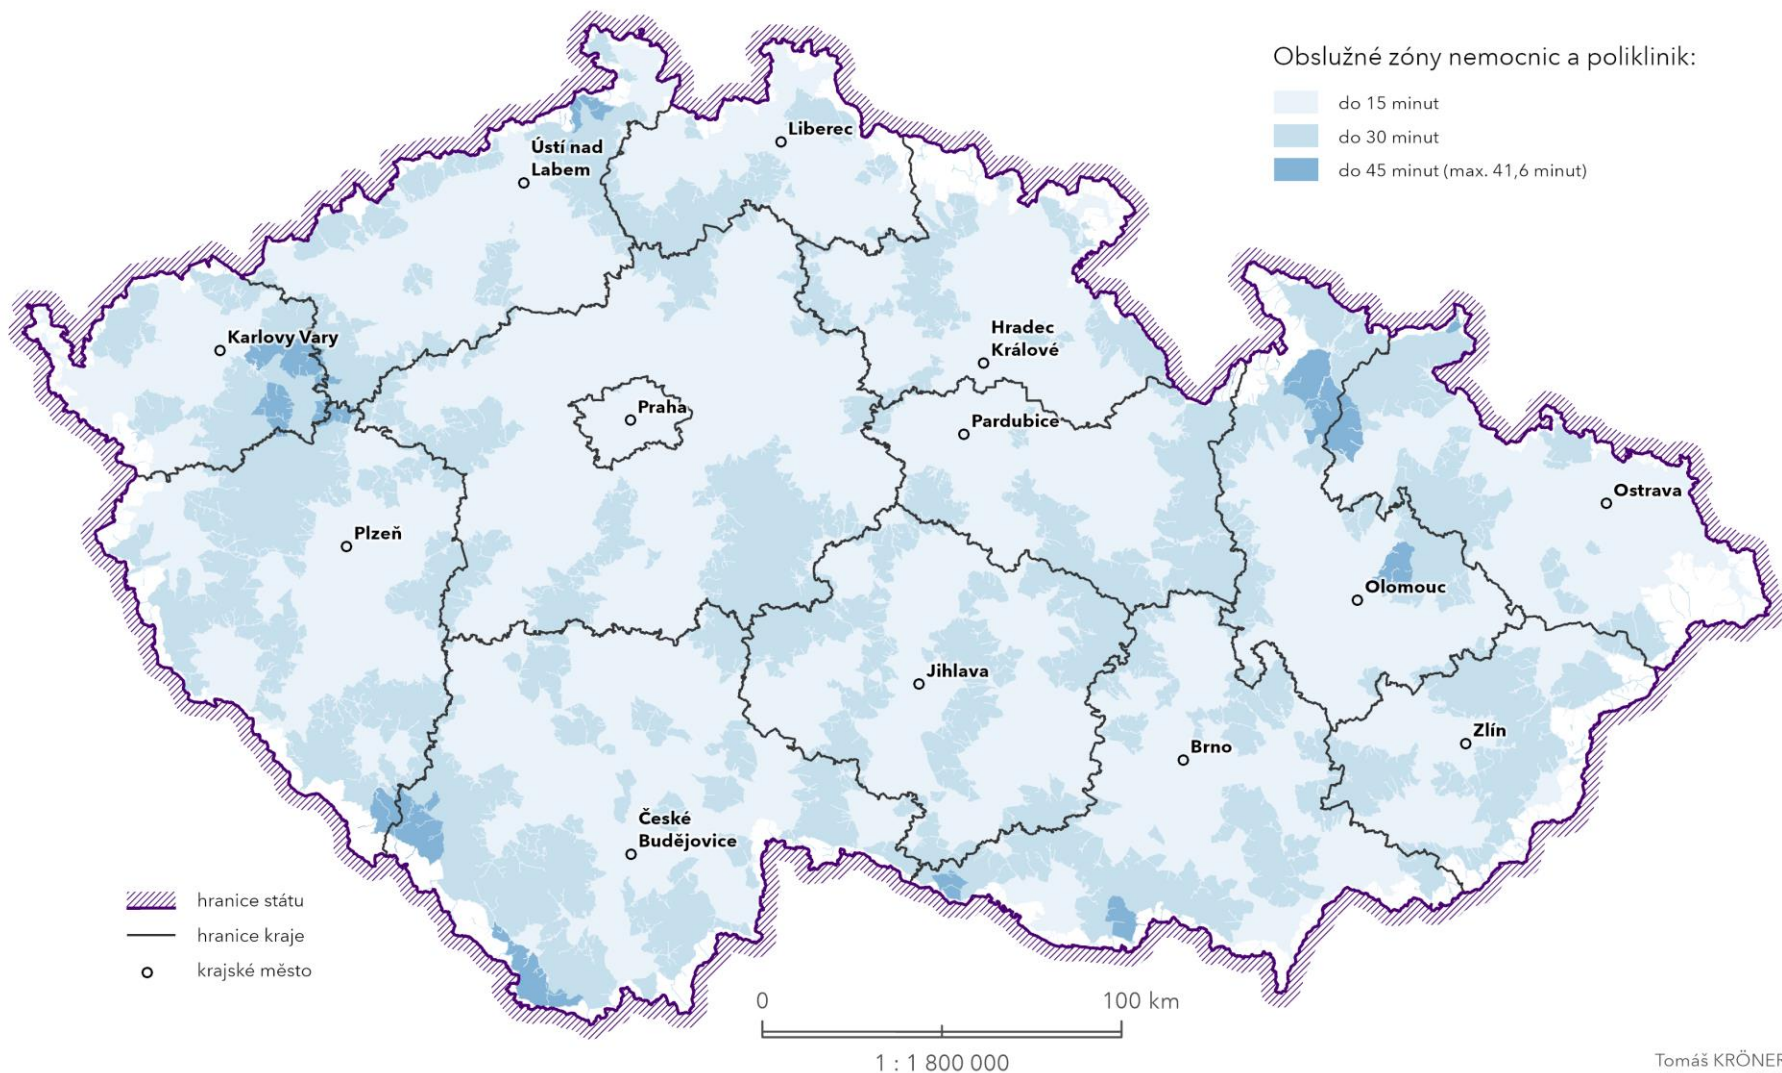 Obslužné zóny nemocnic a poliklinik:
do 15 minut
do 30 minut
do 45 minut (max. 41,6 minut)
Liberec
Ústí nad
Labem
Karlovy Vary
Hradec
Králové
Praha
Pardubice
Ostrava
Plzeň
Olomouc
Jihlava
Zlín
Brno
České
Budějovice
hranice státu
hranice kraje
krajské město
0
100 km
1 : 1 800 000
Tomáš KRÖNER